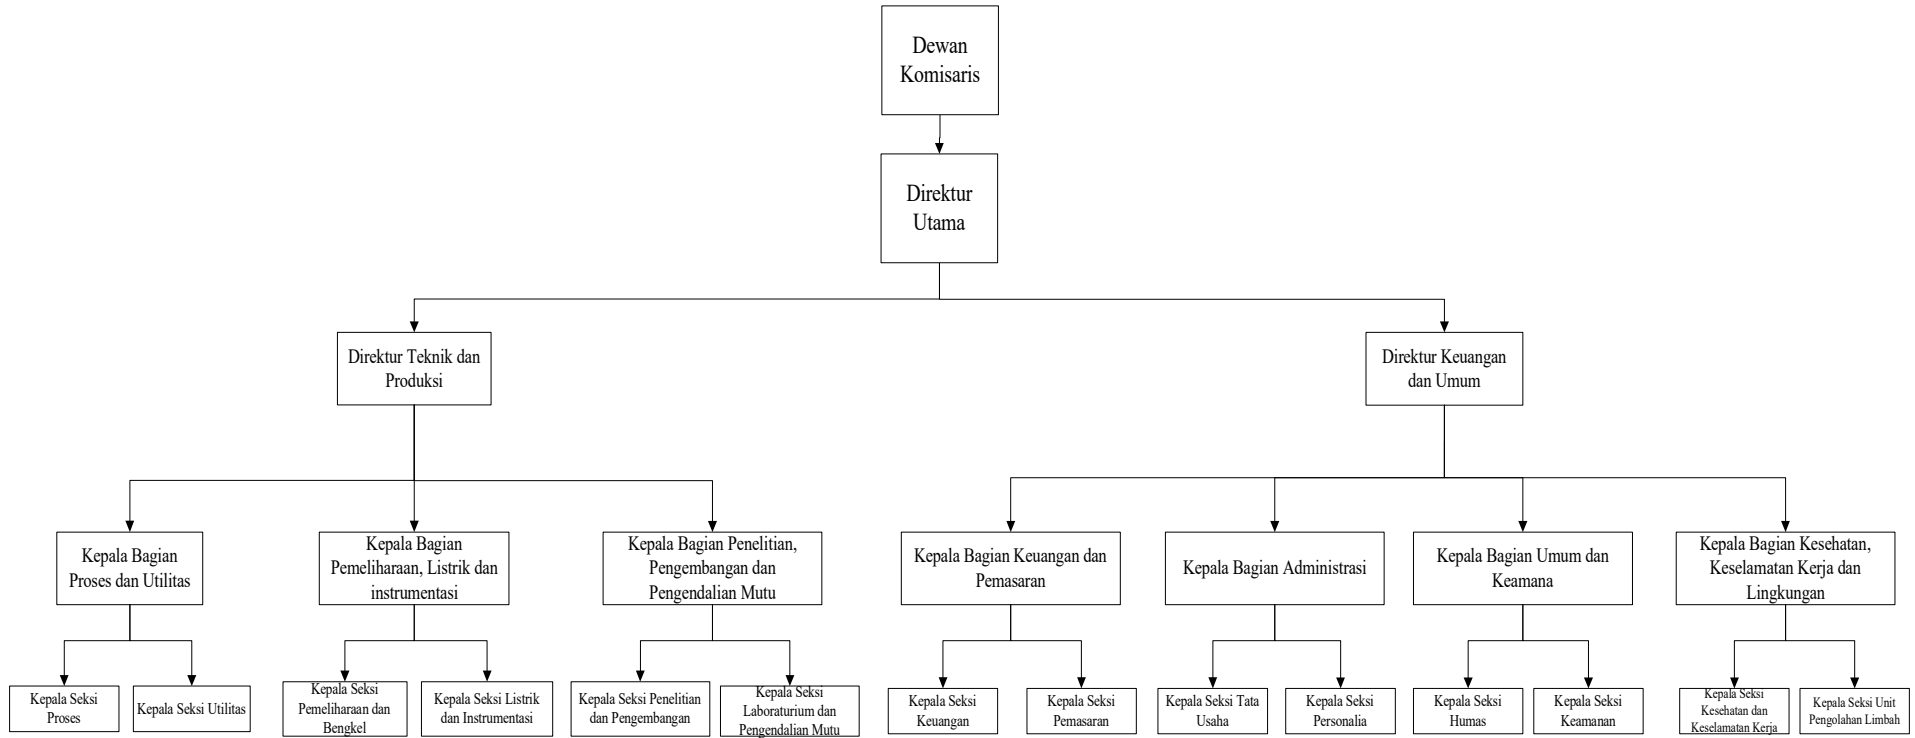 Dewan
Komisaris
Direktur
Utama
Direktur Teknik dan
Produksi
Direktur Keuangan
dan Umum
Kepala Bagian
Proses dan Utilitas
Kepala Bagian
Pemeliharaan, Listrik dan
instrumentasi
Kepala Bagian Penelitian,
Pengembangan dan
Pengendalian Mutu
Kepala Bagian Keuangan dan
Pemasaran
Kepala Bagian Administrasi
Kepala Bagian Umum dan
Keamana
Kepala Bagian Kesehatan,
Keselamatan Kerja dan
Lingkungan
Kepala Seksi
Proses
Kepala Seksi Utilitas
Kepala Seksi
Pemeliharaan dan
Bengkel
Kepala Seksi Listrik
dan Instrumentasi
Kepala Seksi Penelitian
dan Pengembangan
Kepala Seksi
Laboraturium dan
Pengendalian Mutu
Kepala Seksi
Keuangan
Kepala Seksi
Pemasaran
Kepala Seksi Tata
Usaha
Kepala Seksi
Personalia
Kepala Seksi
Humas
Kepala Seksi
Keamanan
Kepala Seksi
Kesehatan dan
Keselamatan Kerja
Kepala Seksi Unit
Pengolahan Limbah